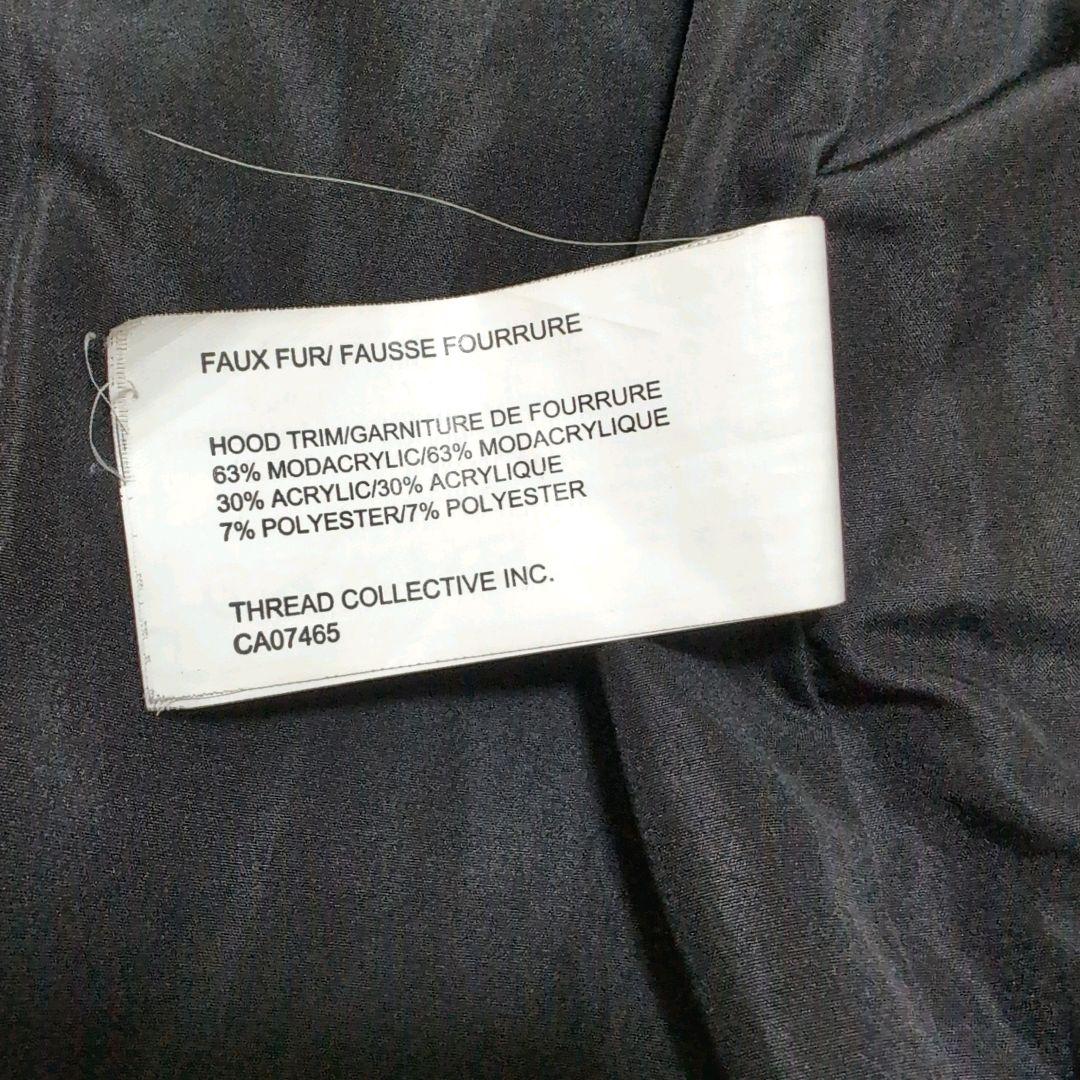 FAUX FUR/ FAUSSE FOURRURE
HOOD TRIM/GARNITURE DE FOURRURE
63% MODACRYLIC/63% MODACRYLIQUE
30% ACRYLIC/30% ACRYLIQUE
7% POLYESTER/7% POLYESTER
THREAD COLLECTIVE INC.
CA07465